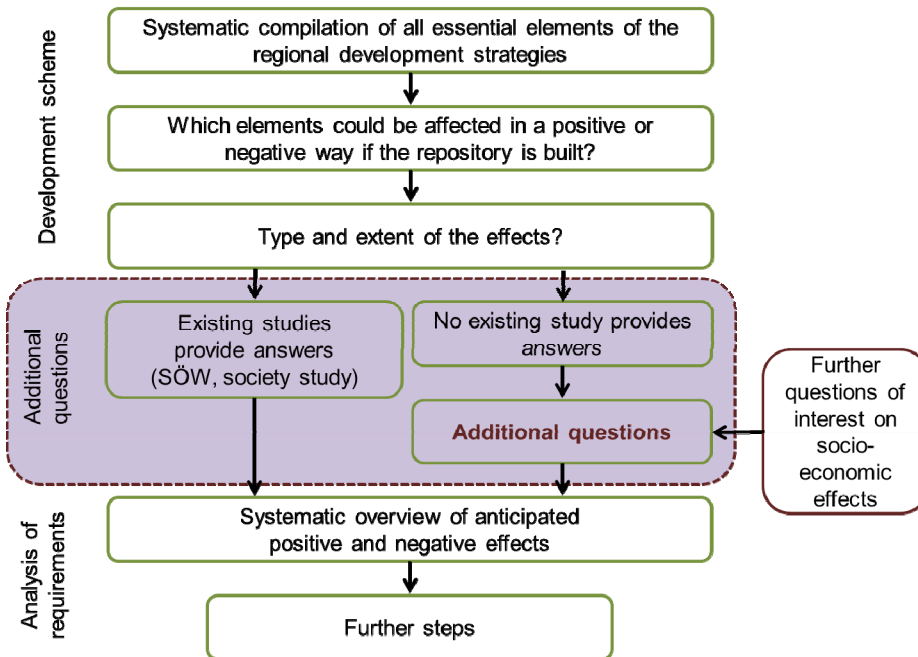 Development scheme
Systematic compilation of all essential elements of the
regional development strategies
Which elements could be affected in a positive or
negative way if the repository is built?
Type and extent of the effects?
Additional
questions
Existing studies
provide answers
(SÖW, society study)
No existing study provides
answers
Additional questions
Further
questions of
interest on
socio-
economic
effects
Analysis of
requirements
Systematic overview of anticipated
positive and negative effects
Further steps